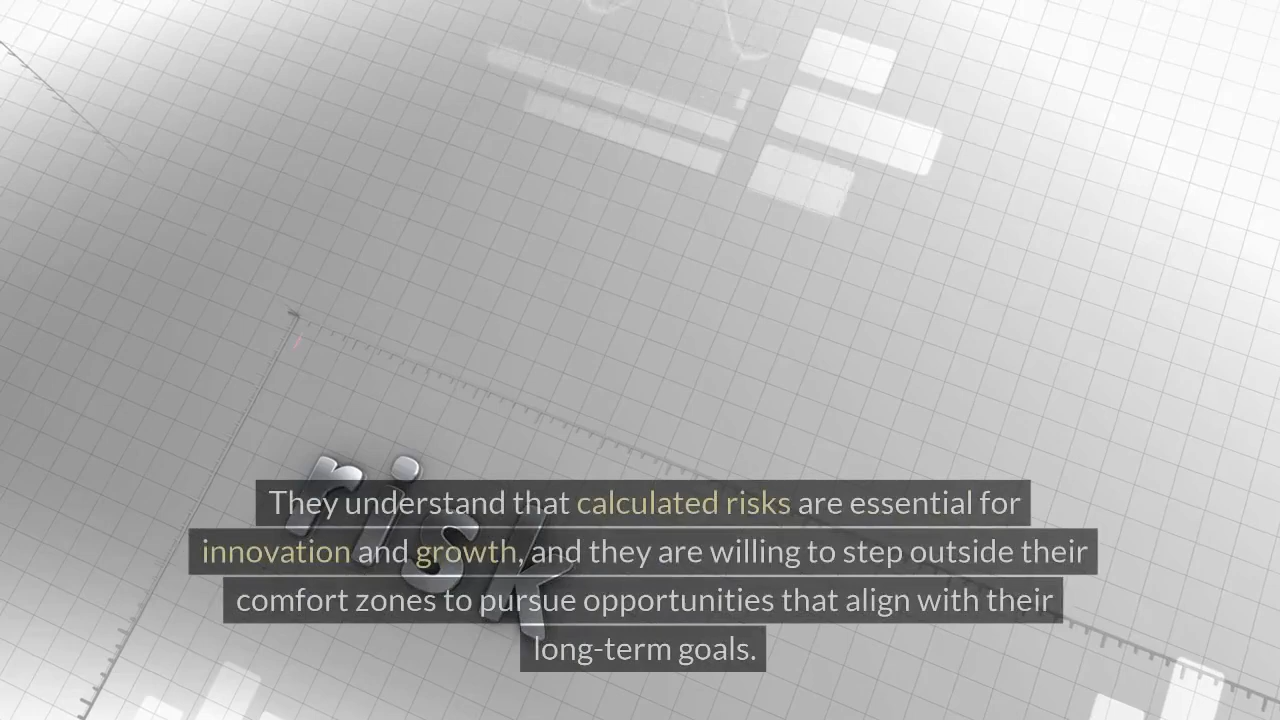 risk
They understand that calculated risks are essential for
innovation and growth, and they are willing to step outside their
comfort zones to pursue opportunities that align with their
long-term goals.